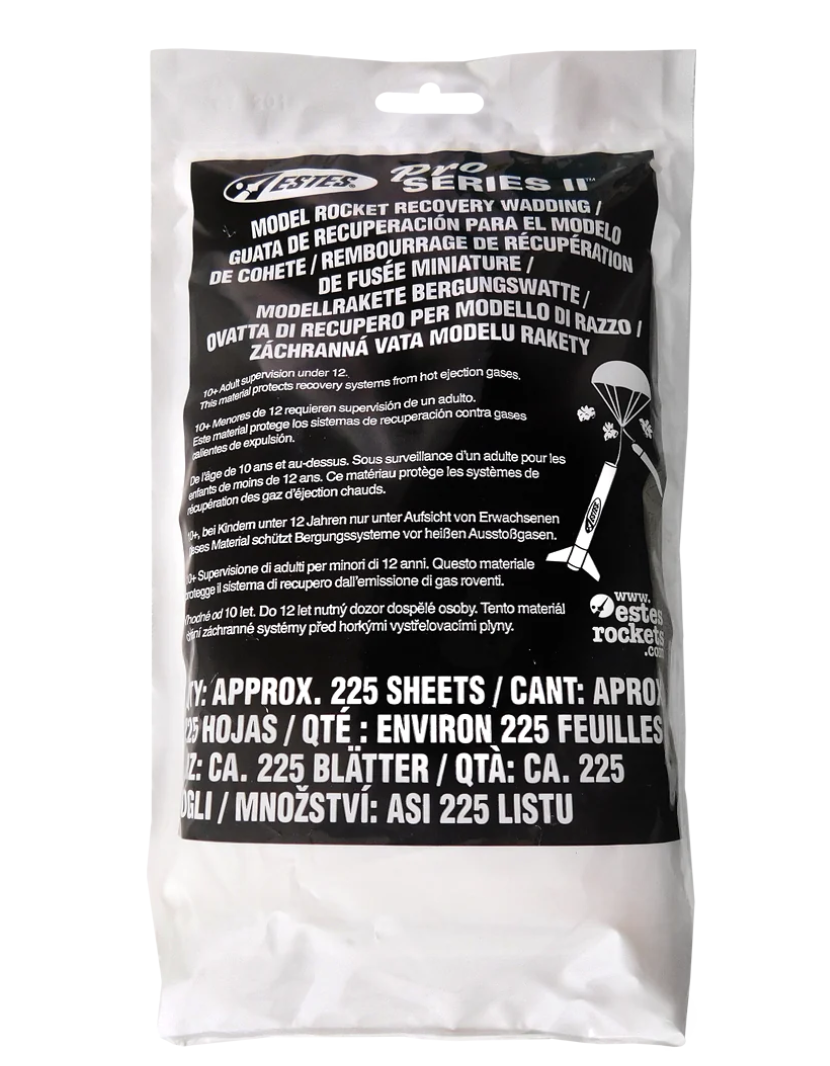 ESTES
Pro
SERIES II™
MODEL ROCKET RECOVERY WADDING /
GUATA DE RECUPERACIÓN PARA EL MODELO
DE COHETE / REMBOURRAGE DE RÉCUPÉRATION
DE FUSÉE MINIATURE /
MODELLRAKETE BERGUNGSWATTE /
OVATTA DI RECUPERO PER MODELLO DI RAZZO /
ZÁCHRANNÁ VATA MODELU RAKETY
10+ Adult supervision under 12.
This material protects recovery systems from hot ejection gases.
10+ Menores de 12 requieren supervisión de un adulto.
Este material protege los sistemas de recuperación contra gases
calientes de expulsión.
De l'âge de 10 ans et au-dessus. Sous surveillance d'un adulte pour les
enfants de moins de 12 ans. Ce matériau protège les systèmes de
récupération des gaz d'éjection chauds.
10+, bei Kindern unter 12 Jahren nur unter Aufsicht von Erwachsenen
ieses Material schützt Bergungssysteme vor heißen Ausstoßgasen.
0+ Supervisione di adulti per minori di 12 anni. Questo materiale
protegge il sistema di recupero dall'emissione di gas roventi.
hodné od 10 let. Do 12 let nutný dozor dospělé osoby. Tento materiál
záchranné systémy před horkými vystřelovacími plyny.
ESTES
www.
estes
rockets
.com
TY: APPROX. 225 SHEETS / CANT: APROX
225 HOJAS / QTÉ : ENVIRON 225 FEUILLES
Z: CA. 225 BLÄTTER / QTÀ: CA. 225
OGLI / MNOŽSTVÍ: ASI 225 LISTU